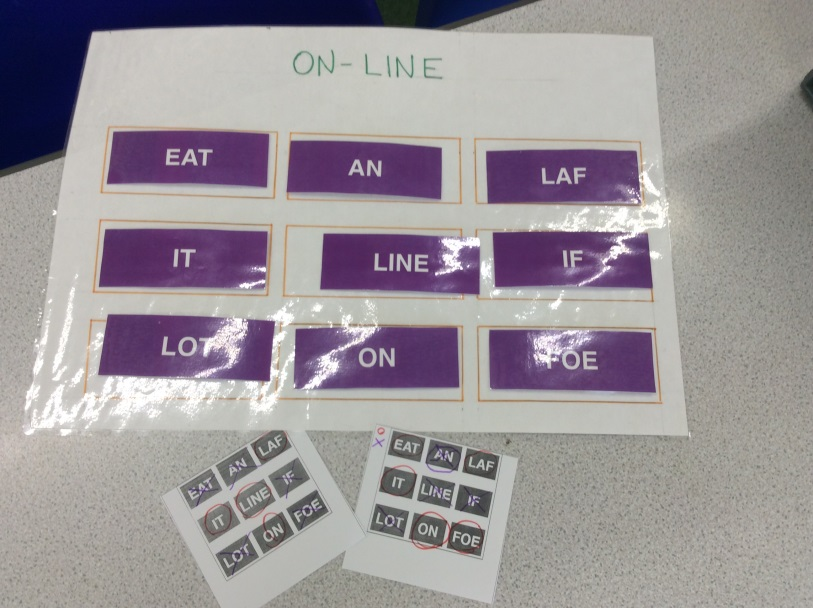 ON-LINE
EAT AN LAF
IT LINE IF
LOT ON FOE
EAT AN LAF
IT LINE IF
LOT ON FOE
O
X
EAT AN LAF
IT LINE IF
LOT ON FOE